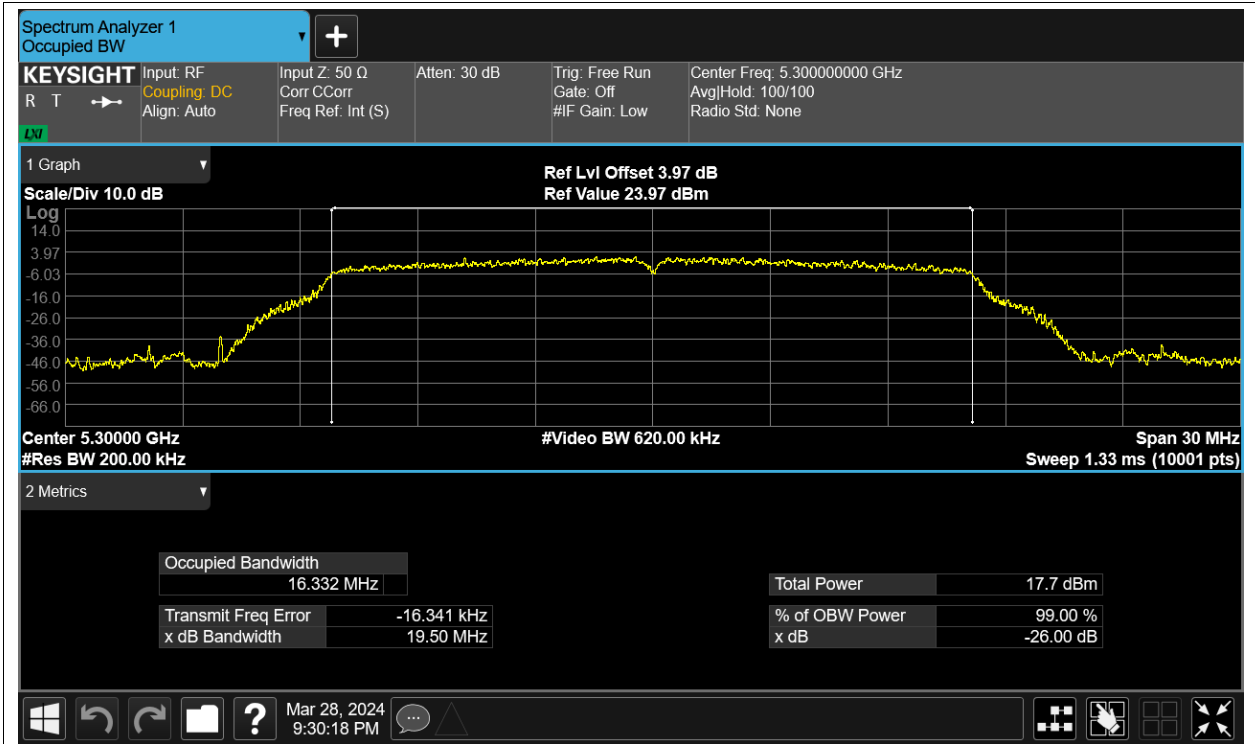 Spectrum Analyzer 1
Occupied BW
KEYSIGHT
R T
LXI
Input: RF
Coupling: DC
Align: Auto
Input Z: 50 Ω
Corr CCorr
Freq Ref: Int (S)
Atten: 30 dB
Trig: Free Run
Gate: Off
#IF Gain: Low
Center Freq: 5.300000000 GHz
Avg|Hold: 100/100
Radio Std: None
1 Graph
Scale/Div 10.0 dB
Ref Lvl Offset 3.97 dB
Ref Value 23.97 dBm
Log
14.0
3.97
-6.03
-16.0
-26.0
-36.0
-46.0
-56.0
-66.0
Center 5.30000 GHz
#Res BW 200.00 kHz
#Video BW 620.00 kHz
Span 30 MHz
Sweep 1.33 ms (10001 pts)
2 Metrics
Occupied Bandwidth
16.332 MHz
Transmit Freq Error -16.341 kHz
x dB Bandwidth 19.50 MHz
Total Power 17.7 dBm
% of OBW Power 99.00 %
x dB -26.00 dB
?
Mar 28, 2024
9:30:18 PM